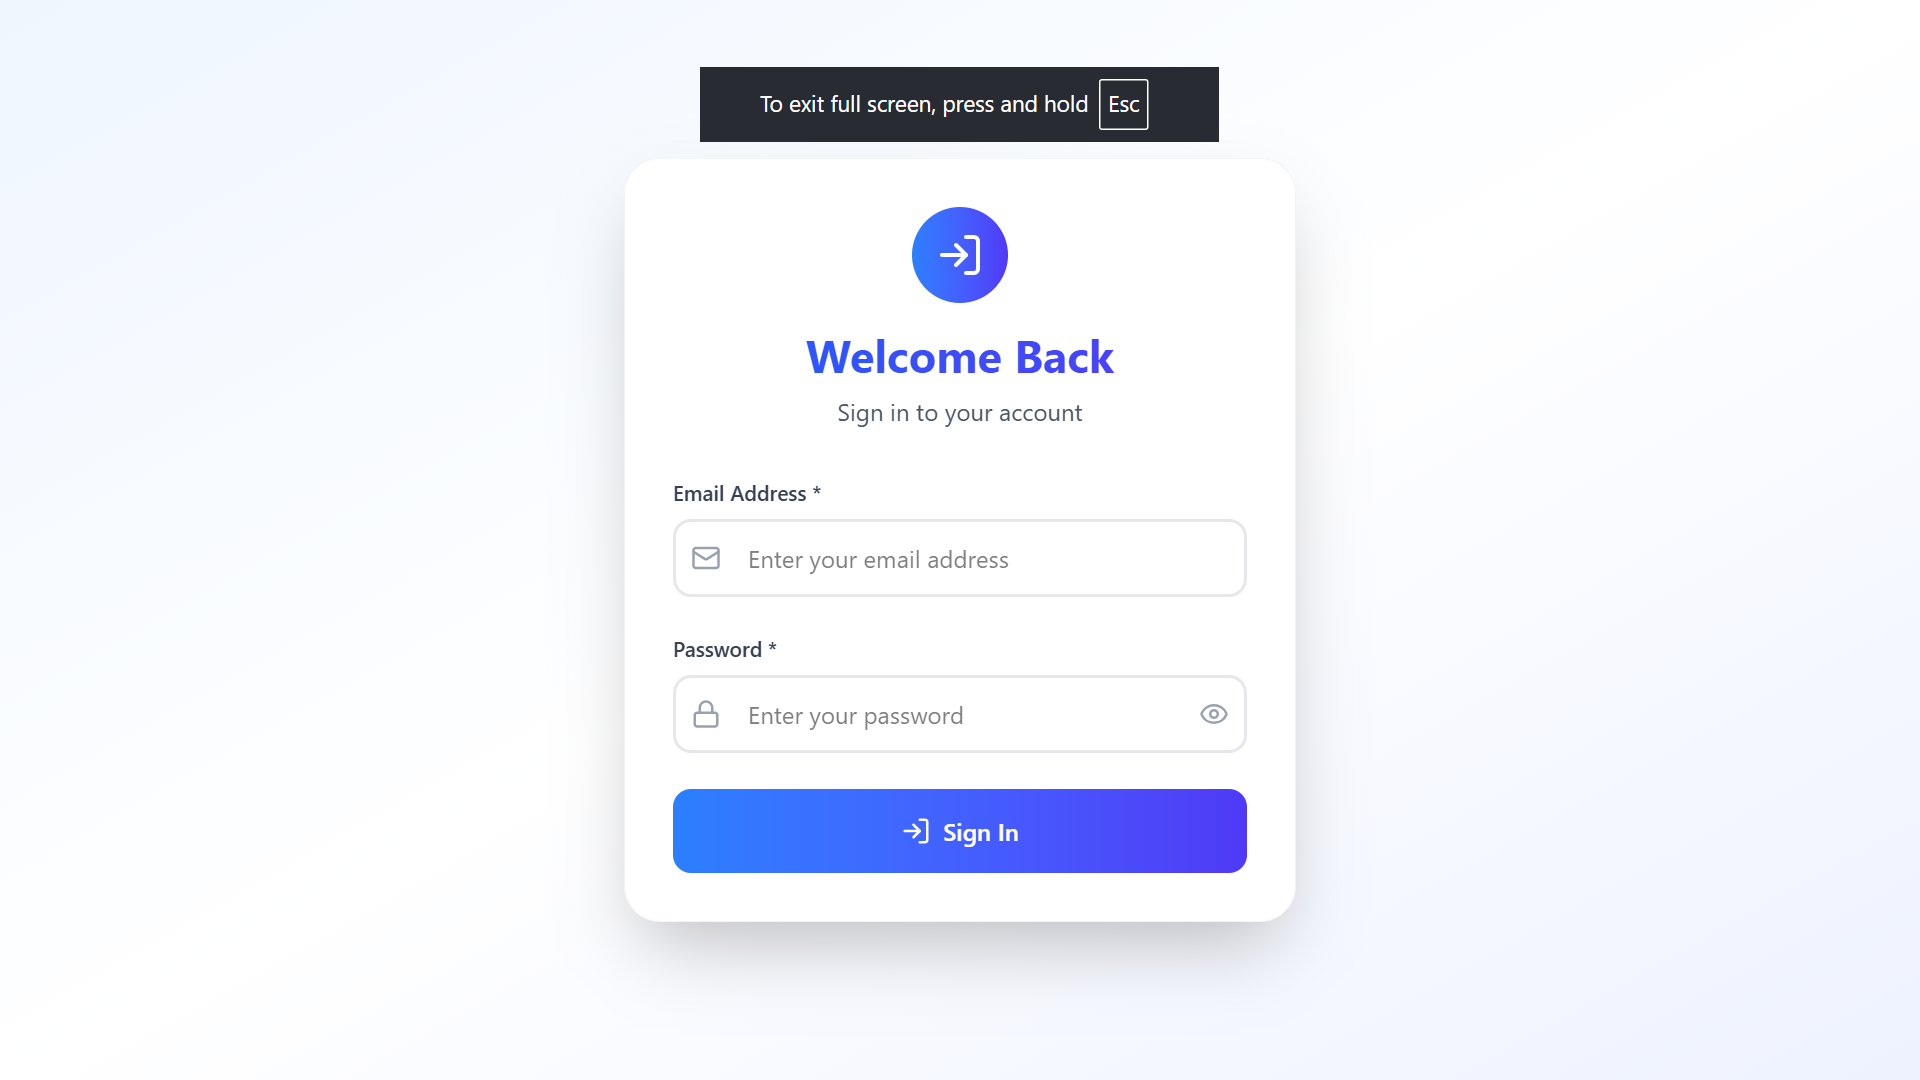 To exit full screen, press and hold Esc
Welcome Back
Sign in to your account
Email Address *
Enter your email address
Password *
Enter your password
Sign In